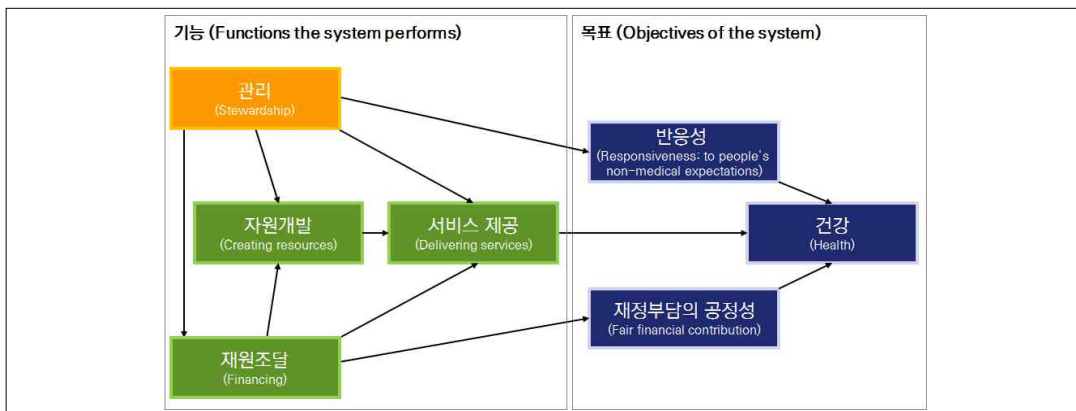 기능 (Functions the system performs)
목표 (Objectives of the system)
관리
(Stewardship)
반응성
(Responsiveness: to people's
non-medical expectations)
자원개발
(Creating resources)
서비스 제공
(Delivering services)
건강
(Health)
재정부담의 공정성
(Fair financial contribution)
재원조달
(Financing)